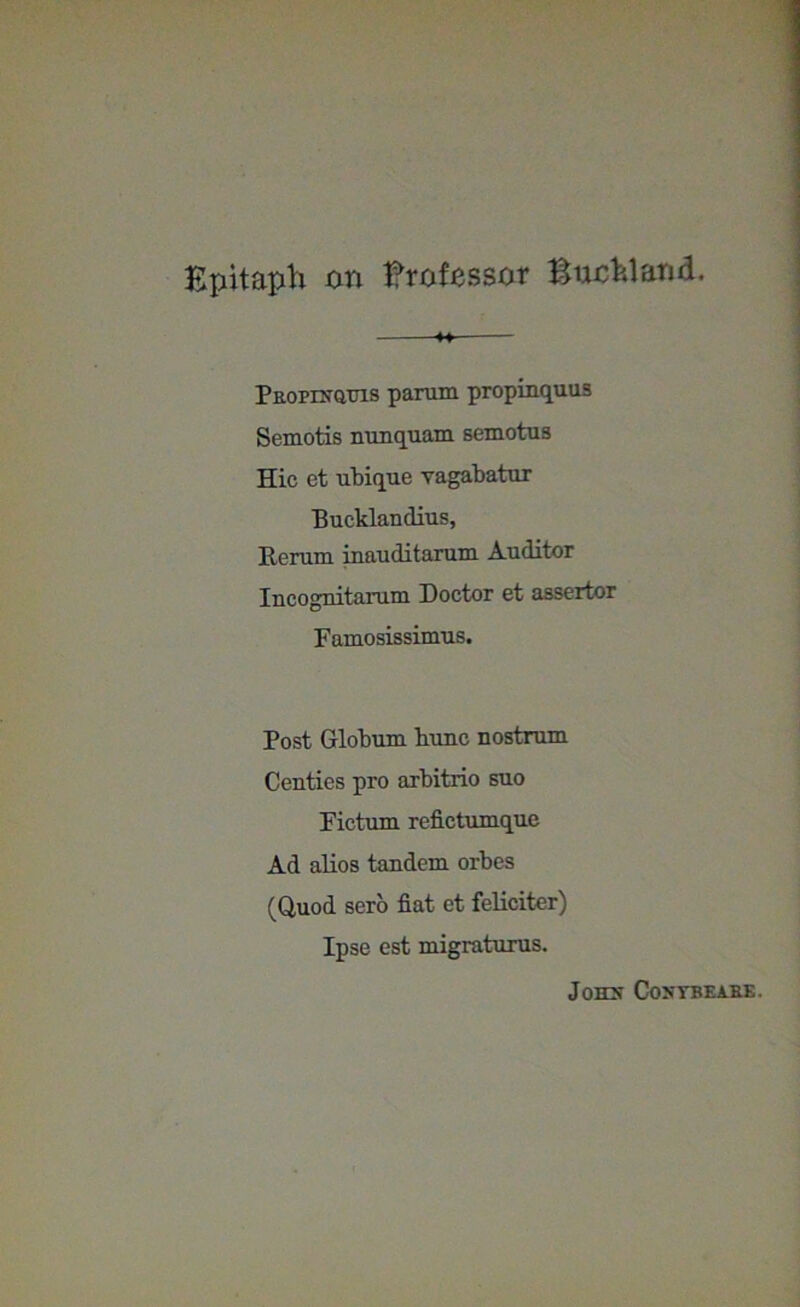 Epitaph on Professor Buckland.
PROPINQUIS parum propinquus
Semotis nunquam semotus
Hic et ubique vagabatur
Bucklandius,
Rerum inauditarum Auditor
Incognitarum Doctor et assertor
Famosissimus.
Post Globum hunc nostrum
Centies pro arbitrio suo
Fictum refictumque
Ad alios tandem orbes
(Quod serò fiat et feliciter)
Ipse est migraturus.
JOHN CONYBEARE.